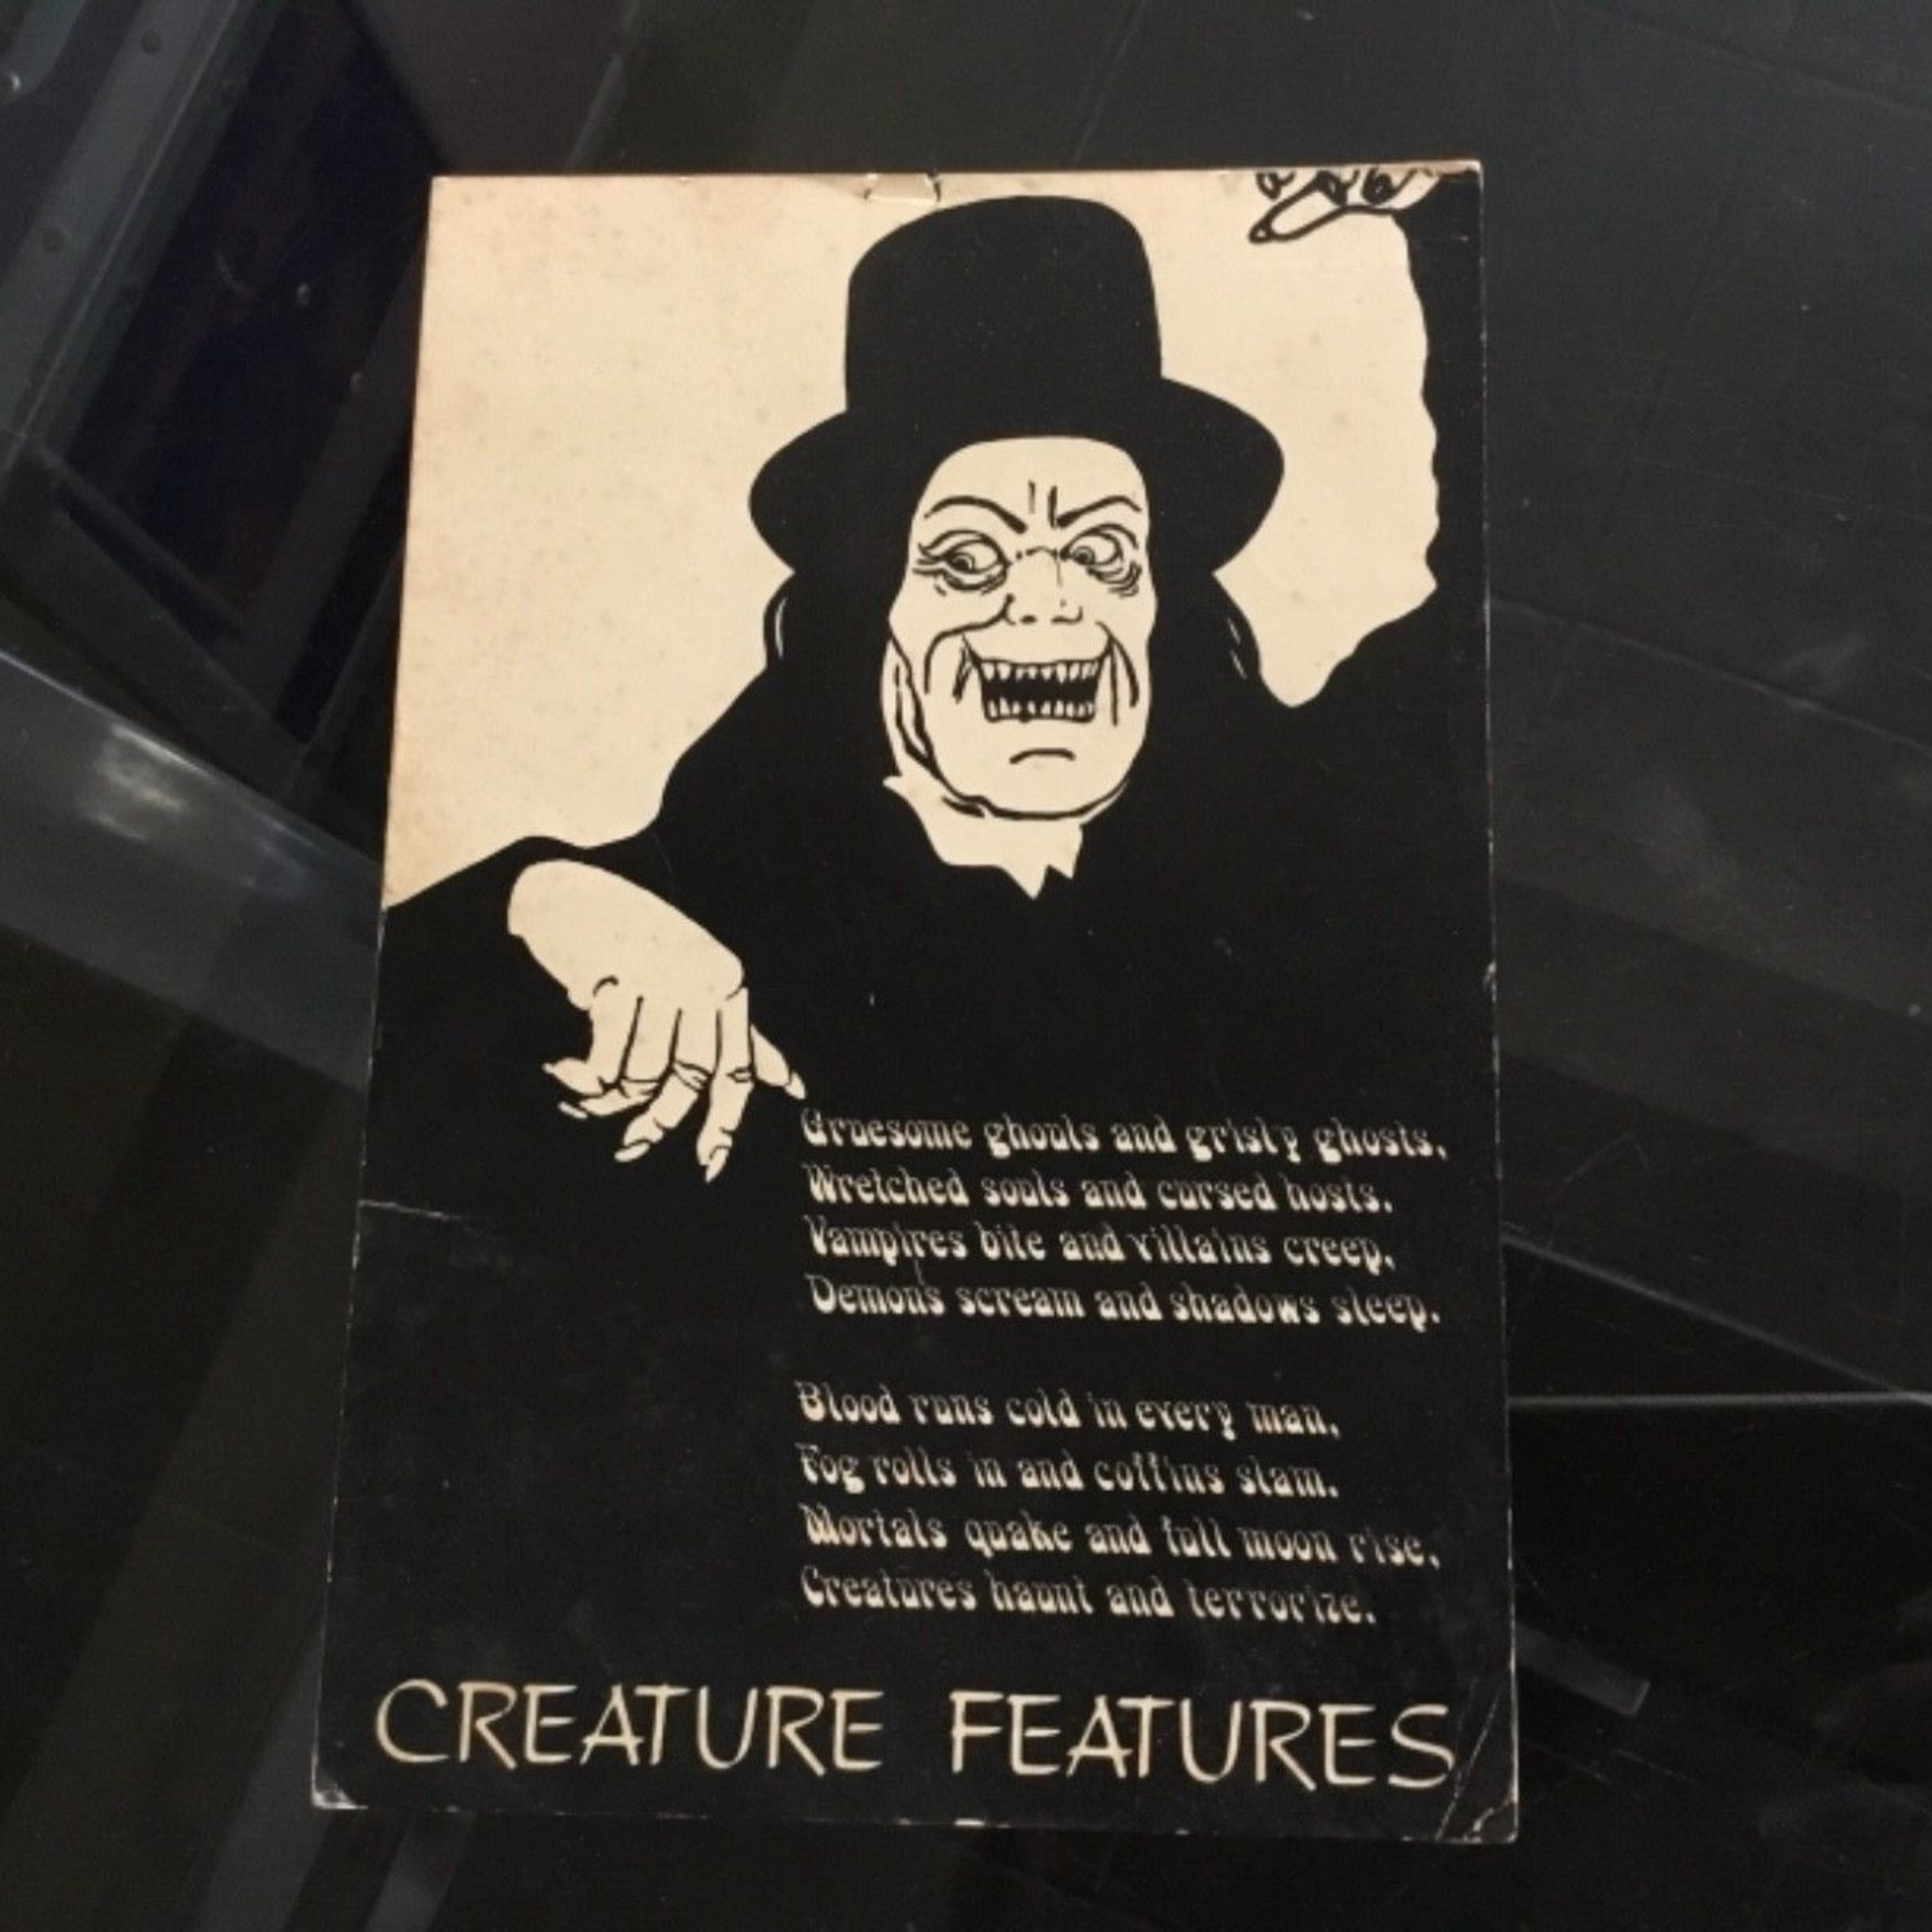 Gruesome ghouls and grisly ghosts,
Wretched souls and cursed hosts.
Vampires bite and villains creep,
Demons scream and shadows sleep.
Blood runs cold in every man,
Fog rolls in and coffins slam.
Mortals quake and full moon rise,
Creatures haunt and terrorize.
CREATURE FEATURES